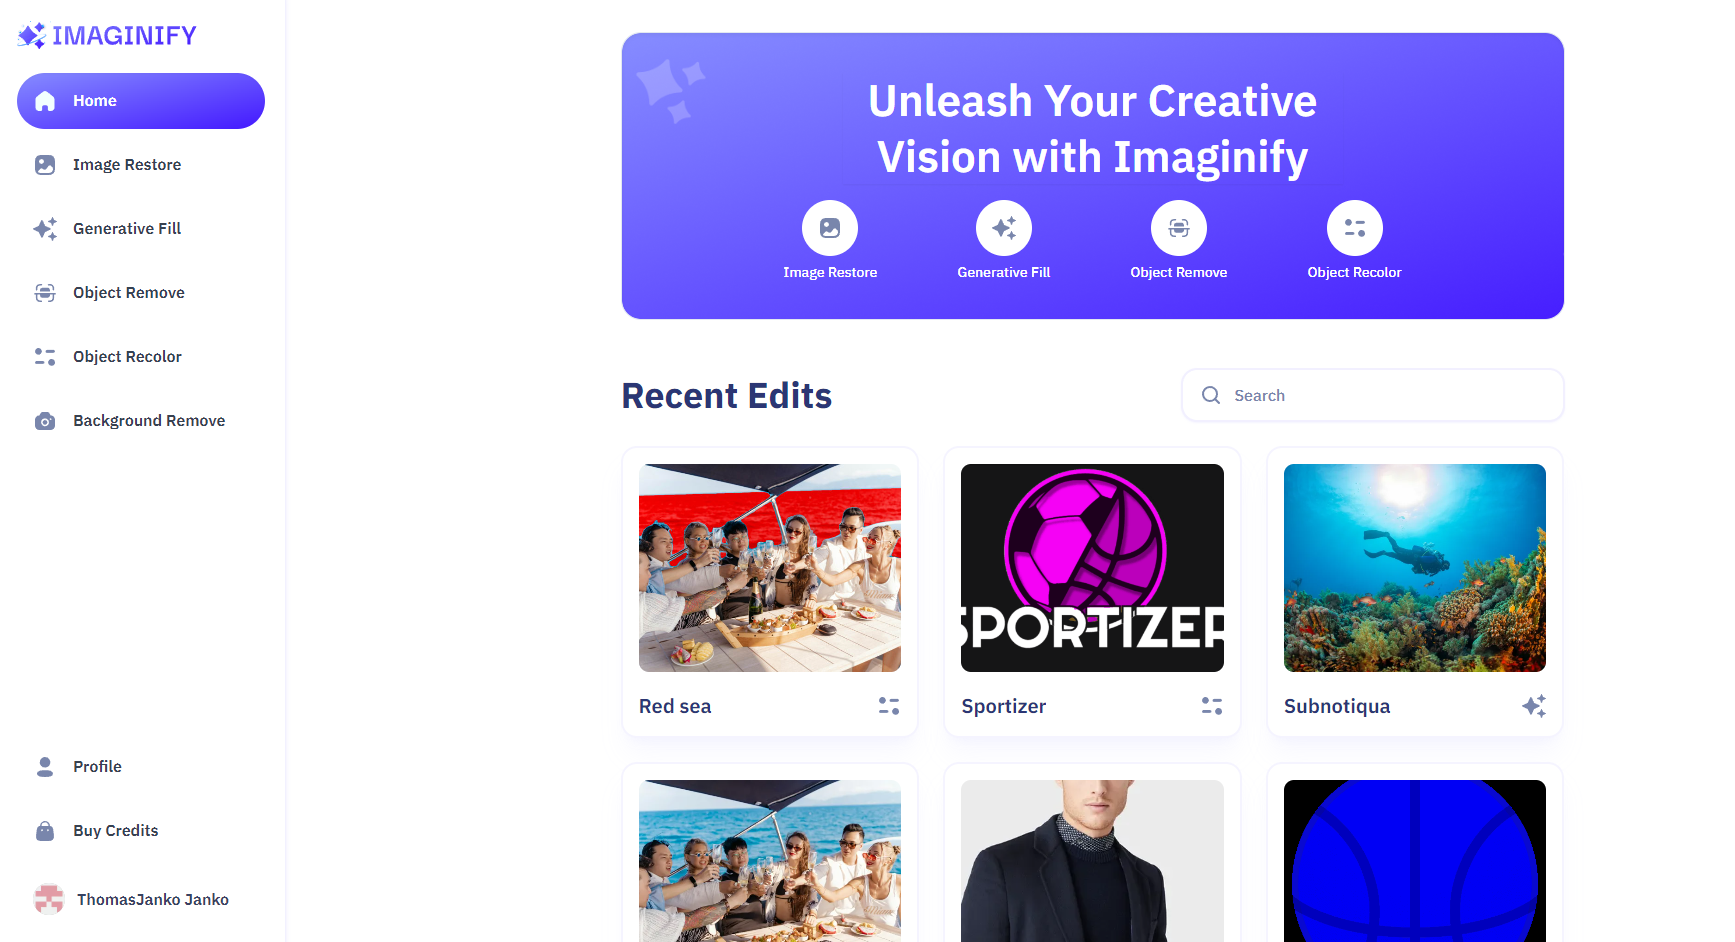 IMAGINIFY
Home
Image Restore
Generative Fill
Object Remove
Object Recolor
Background Remove
Profile
Buy Credits
ThomasJanko Janko
Unleash Your Creative
Vision with Imaginify
Image Restore
Generative Fill
Object Remove
Object Recolor
Recent Edits
Search
SPORTIZER
Red sea
Sportizer
Subnotiqua